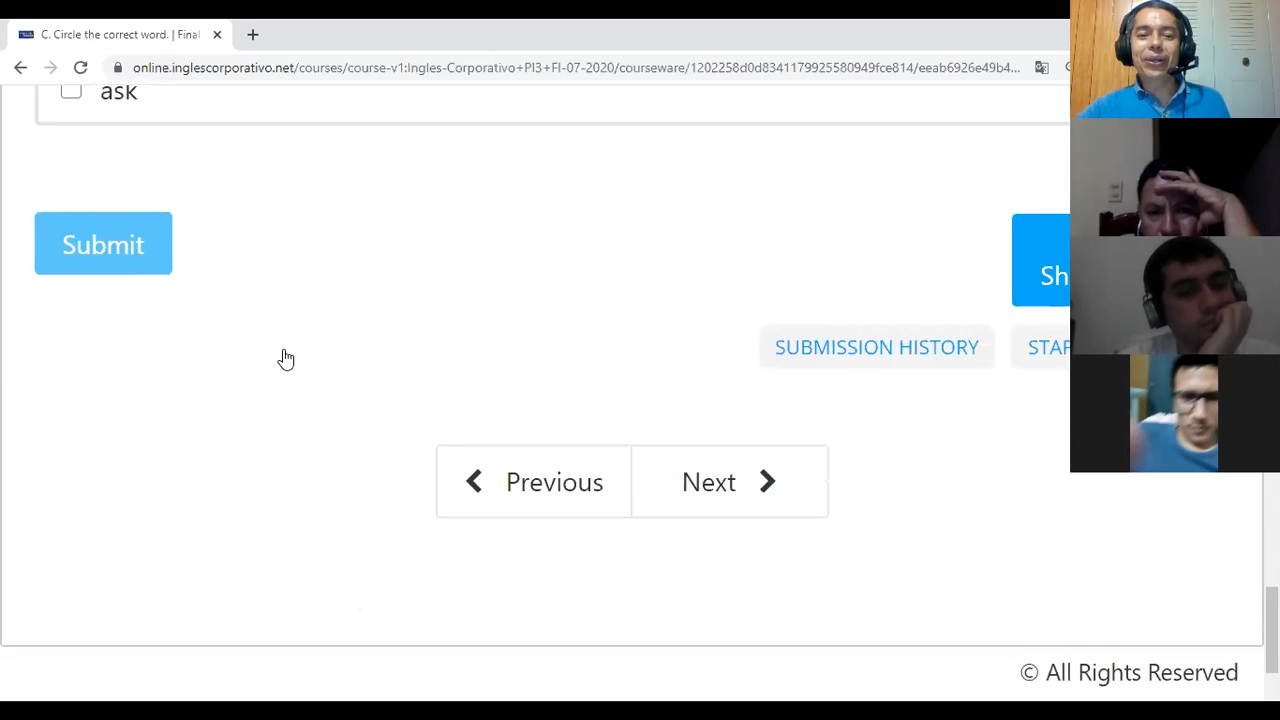 C. Circle the correct word. | Final
online.inglescorporativo.net/courses/course-v1:Ingles-Corporativo+PI3+FI-07-2020/courseware/1202258d0d8341179925580949fce814/eeab6926e49b4...
ask
Submit
Sh
SUBMISSION HISTORY
STAF
Previous
Next
© All Rights Reserved